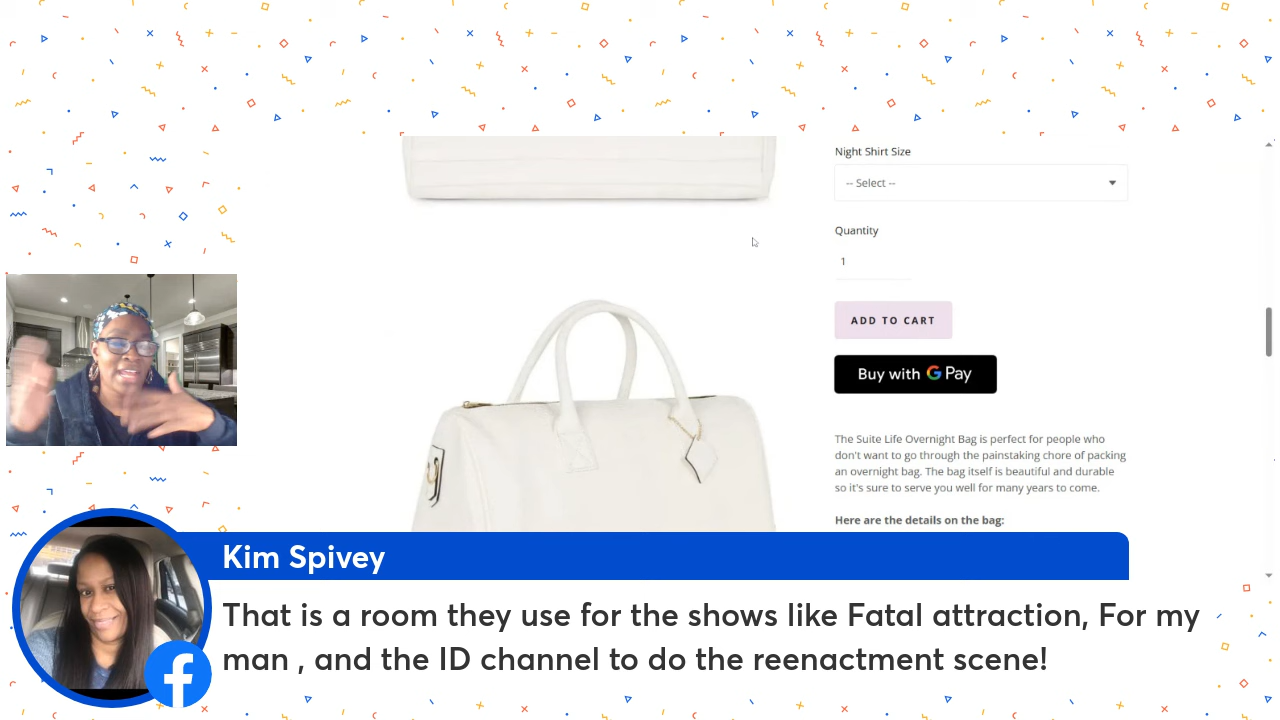 Night Shirt Size
-- Select --
Quantity
1
ADD TO CART
Buy with G Pay
The Suite Life Overnight Bag is perfect for people who
don't want to go through the painstaking chore of packing
an overnight bag. The bag itself is beautiful and durable
so it's sure to serve you well for many years to come.
Here are the details on the bag:
Kim Spivey
That is a room they use for the shows like Fatal attraction, For my
man , and the ID channel to do the reenactment scene!